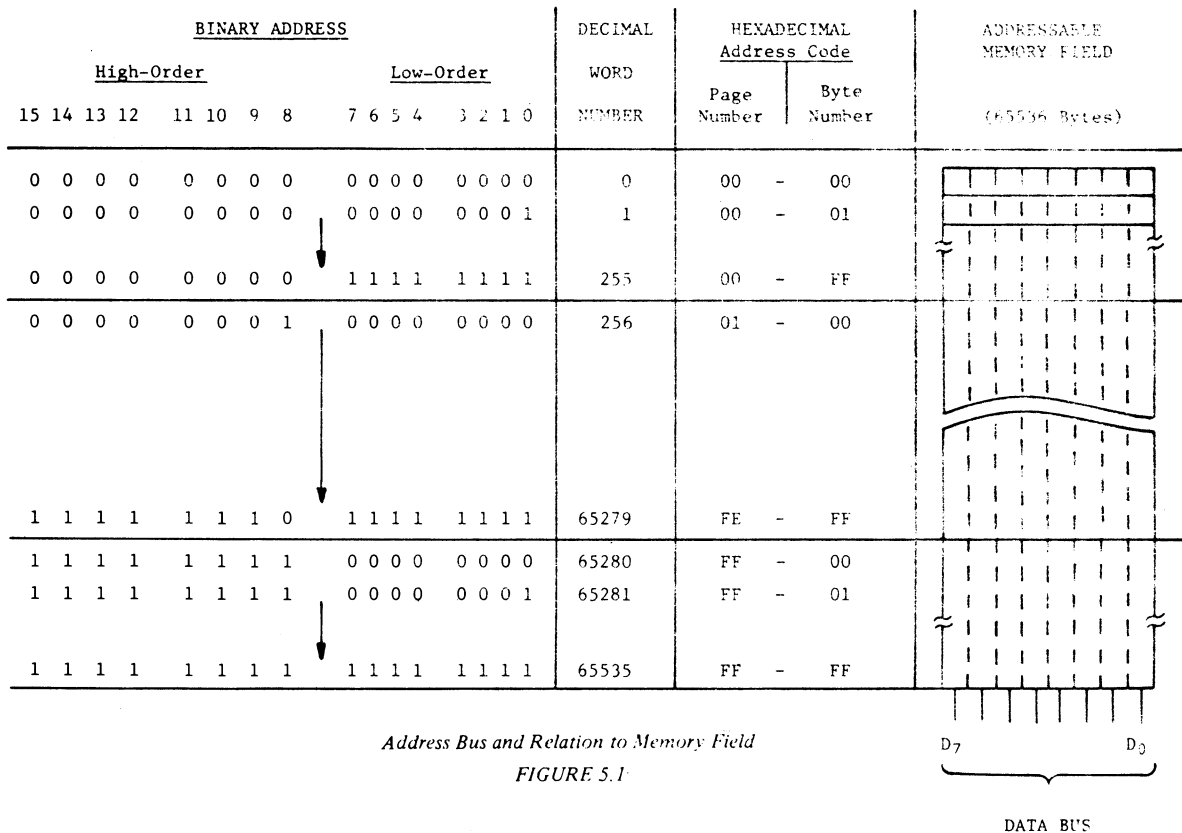 BINARY ADDRESS DECIMAL HEXADECIMAL ADDRESSABLE
High-Order Low-Order WORD Address Code MEMORY FIELD
15 14 13 12 11 10 9 8 7 6 5 4 3 2 1 0 NUMBER Page Number Byte Number (65536 Bytes)
0 0 0 0 0 0 0 0 0 0 0 0 0 0 0 0 0 00 - 00
0 0 0 0 0 0 0 0 0 0 0 0 0 0 0 1 1 00 - 01
0 0 0 0 0 0 0 0 1 1 1 1 1 1 1 1 255 00 - FF
0 0 0 0 0 0 0 1 0 0 0 0 0 0 0 0 256 01 - 00
1 1 1 1 1 1 1 0 1 1 1 1 1 1 1 1 65279 FE - FF
1 1 1 1 1 1 1 1 0 0 0 0 0 0 0 0 65280 FF - 00
1 1 1 1 1 1 1 1 0 0 0 0 0 0 0 1 65281 FF - 01
1 1 1 1 1 1 1 1 1 1 1 1 1 1 1 1 65535 FF - FF
D7 D0
Address Bus and Relation to Memory Field
FIGURE 5.1
DATA BUS